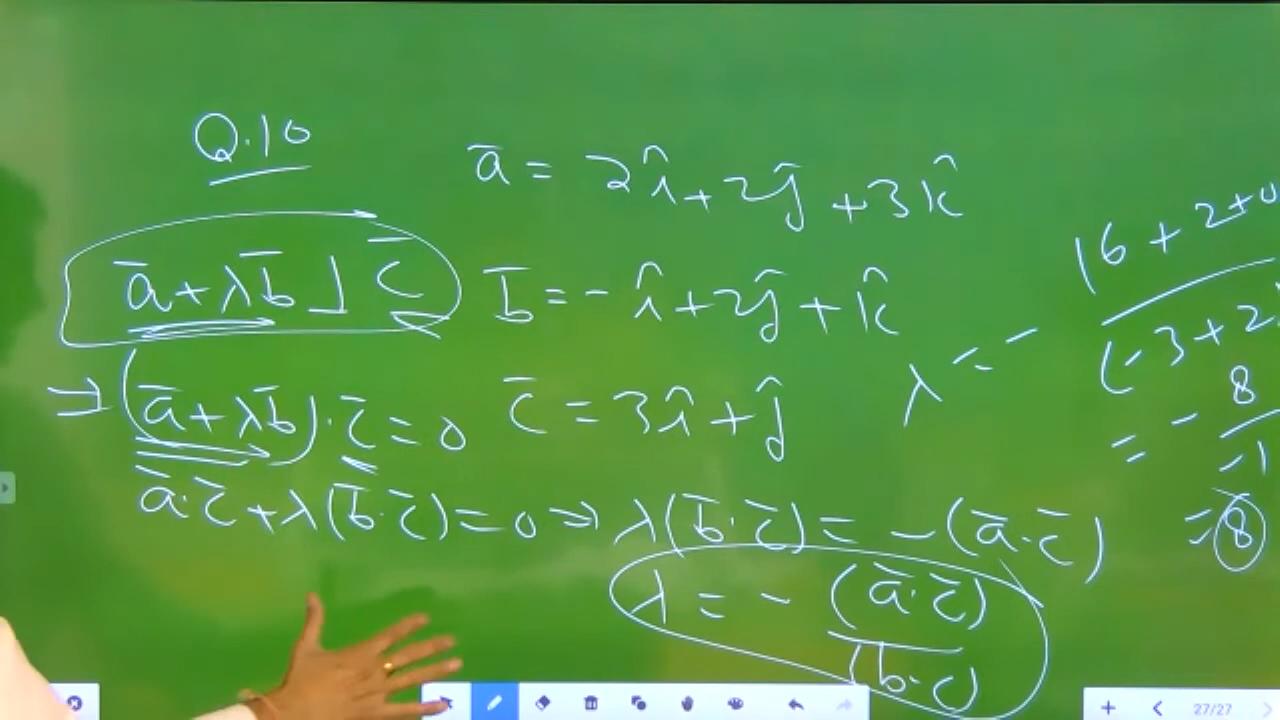 Q.10
a̅ = 2î + 2ĵ + 3k̂
a̅ + λb̅ ⊥ c̅
b̅ = - î + 2ĵ + k̂
⇒ (a̅ + λb̅) · c̅ = 0
c̅ = 3î + ĵ
a̅·c̅ + λ(b̅·c̅) = 0 ⇒ λ(b̅·c̅) = -(a̅·c̅)
λ = - (a̅·c̅)
(b·c)
16 + 2 + 0
λ = -
(-3 + 2
= - 8
-1
= 8
27/27